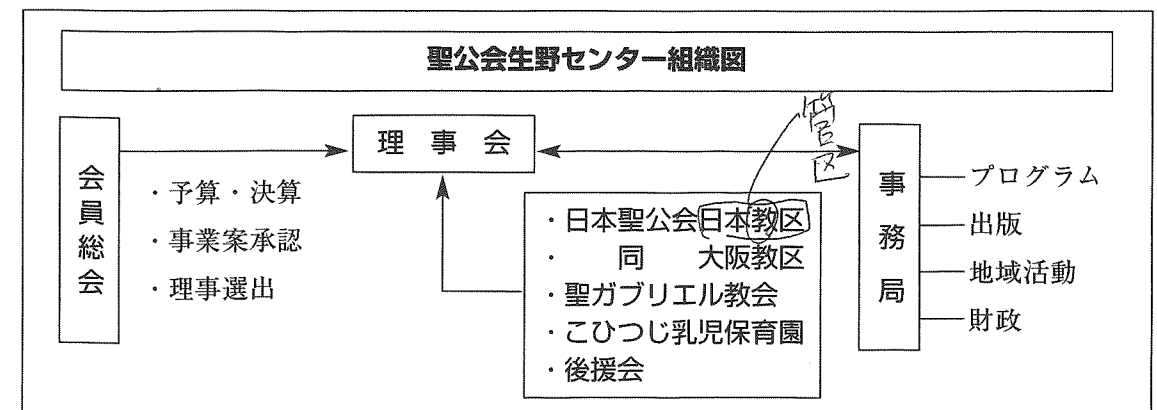 聖公会生野センター組織図
会員総会
・予算・決算
・事業案承認
・理事選出
理事会
管区
・日本聖公会日本教区
・　同　大阪教区
・聖ガブリエル教会
・こひつじ乳児保育園
・後援会
事務局
プログラム
出版
地域活動
財政